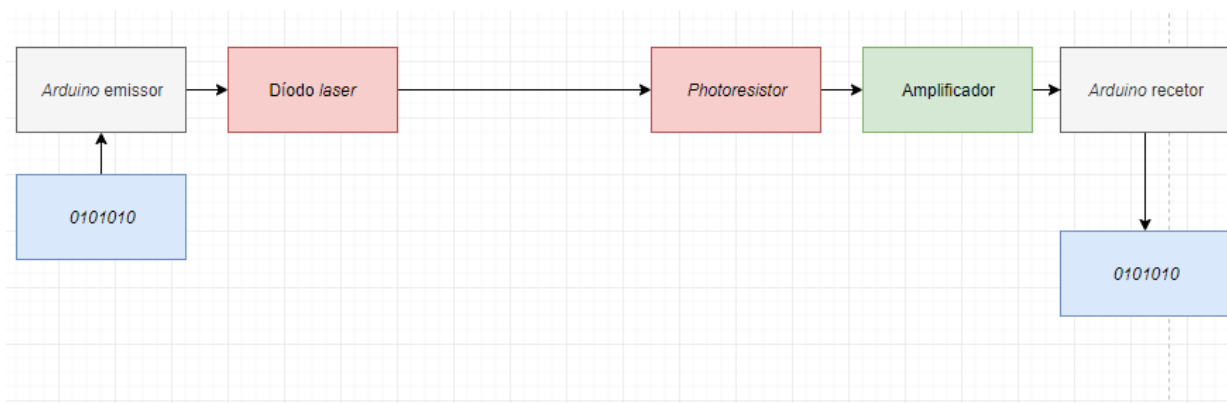 Arduino emissor
Díodo laser
Photoresistor
Amplificador
Arduino recetor
0101010
0101010